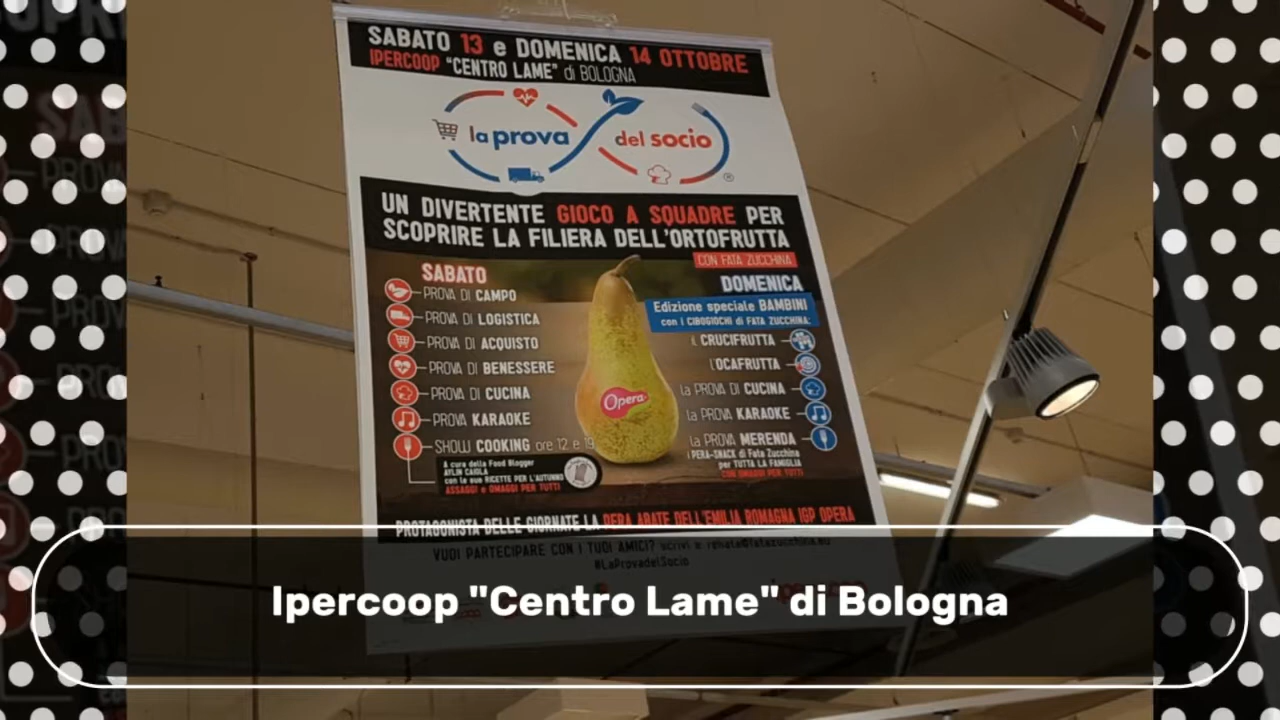 SABATO 13 e DOMENICA 14 OTTOBRE
IPERCOOP "CENTRO LAME" di BOLOGNA
la prova del socio
UN DIVERTENTE GIOCO A SQUADRE PER
SCOPRIRE LA FILIERA DELL'ORTOFRUTTA
CON FATA ZUCCHINA
SABATO
PROVA DI CAMPO
PROVA DI LOGISTICA
PROVA DI ACQUISTO
PROVA DI BENESSERE
PROVA DI CUCINA
PROVA KARAOKE
SHOW COOKING ore 12 e 19
A cura della Food Blogger
AYLIN CAIOLA
con le sue RICETTE PER L'AUTUNNO
ASSAGGI e OMAGGI PER TUTTI
Opera
DOMENICA
Edizione speciale BAMBINI
con i CIBOGIOCHI di FATA ZUCCHINA:
il CRUCIFRUTTA
l'OCAFRUTTA
la PROVA DI CUCINA
la PROVA KARAOKE
la PROVA MERENDA
i PERA-SNACK di Fata Zucchina
per TUTTA LA FAMIGLIA
CON OMAGGI PER TUTTI
PROTAGONISTA DELLE GIORNATE LA PERA ABATE DELL'EMILIA ROMAGNA IGP OPERA
VUOI PARTECIPARE CON I TUOI AMICI? scrivi a: renata@fatazucchina.eu
#LaProvadelSocio
Ipercoop "Centro Lame" di Bologna